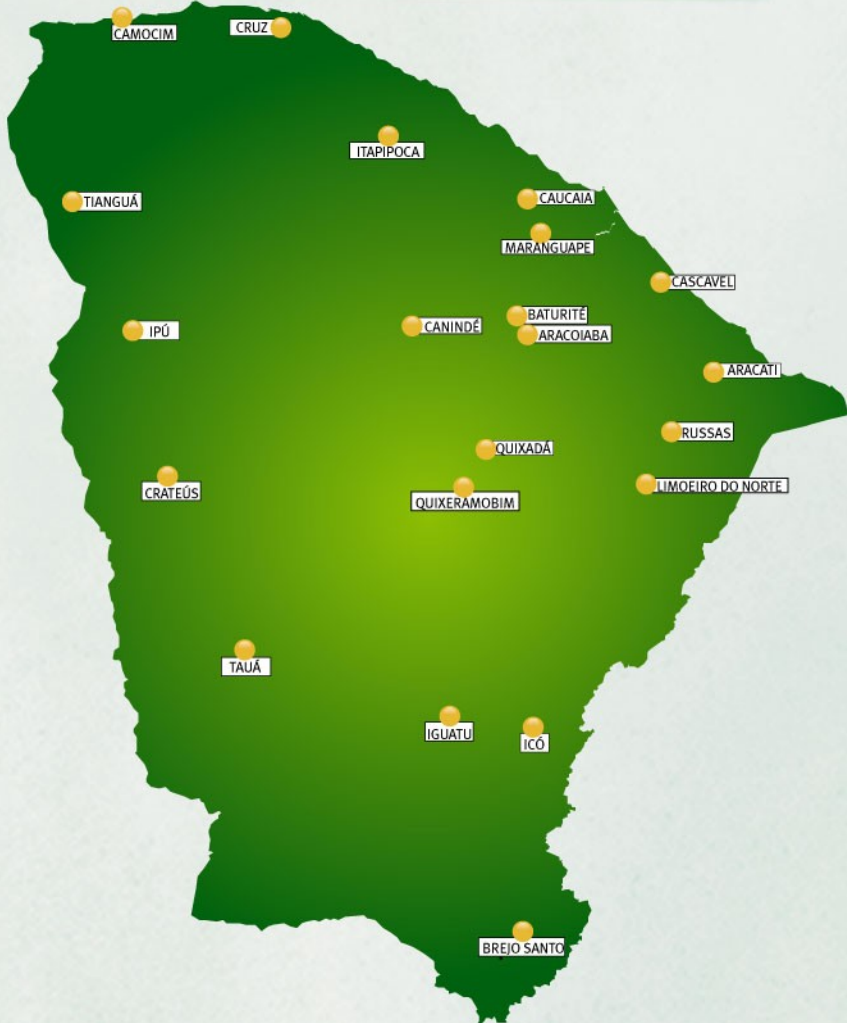 CAMOCIM
CRUZ
ITAPIPOCA
TIANGUÁ
CAUCAIA
MARANGUAPE
CASCAVEL
IPÚ
CANINDÉ
BATURITÉ
ARACOIABA
ARACATI
RUSSAS
QUIXADÁ
CRATEÚS
QUIXERAMOBIM
LIMOEIRO DO NORTE
TAUÁ
IGUATU
ICÓ
BREJO SANTO